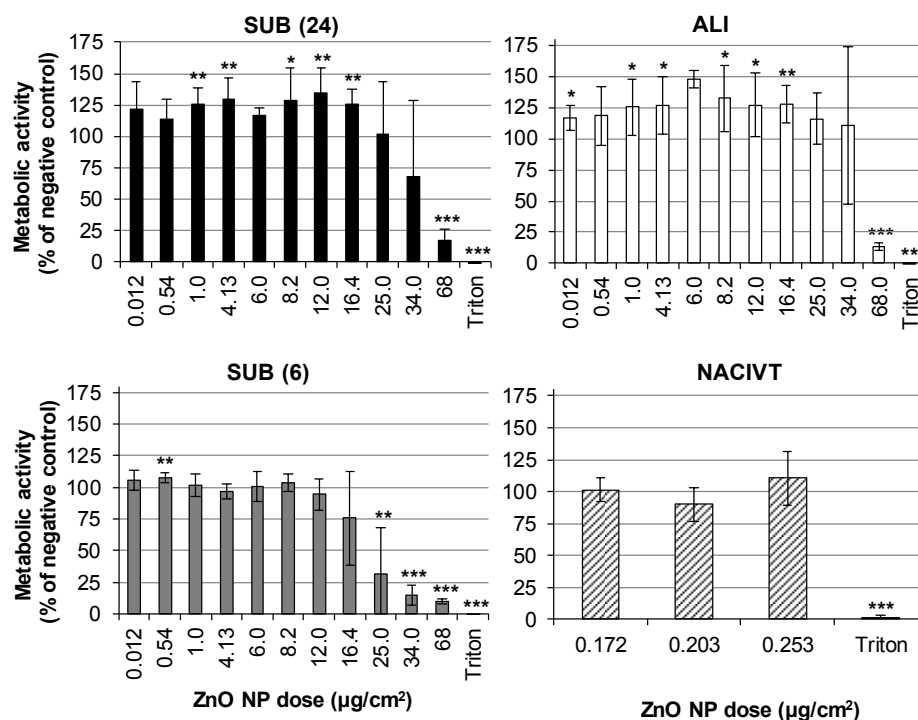 SUB (24)
Metabolic activity
(% of negative control)
175
150
125
100
75
50
25
0
** ** * ** ** *** ***
0.012 0.54 1.0 4.13 6.0 8.2 12.0 16.4 25.0 34.0 68 Triton
ALI
175
150
125
100
75
50
25
0
* * * * * ** *** **
0.012 0.54 1.0 4.13 6.0 8.2 12.0 16.4 25.0 34.0 68.0 Triton
SUB (6)
Metabolic activity
(% of negative control)
175
150
125
100
75
50
25
0
** ** *** *** ***
0.012 0.54 1.0 4.13 6.0 8.2 12.0 16.4 25.0 34.0 68 Triton
ZnO NP dose (µg/cm²)
NACIVT
175
150
125
100
75
50
25
0
***
0.172 0.203 0.253 Triton
ZnO NP dose (µg/cm²)